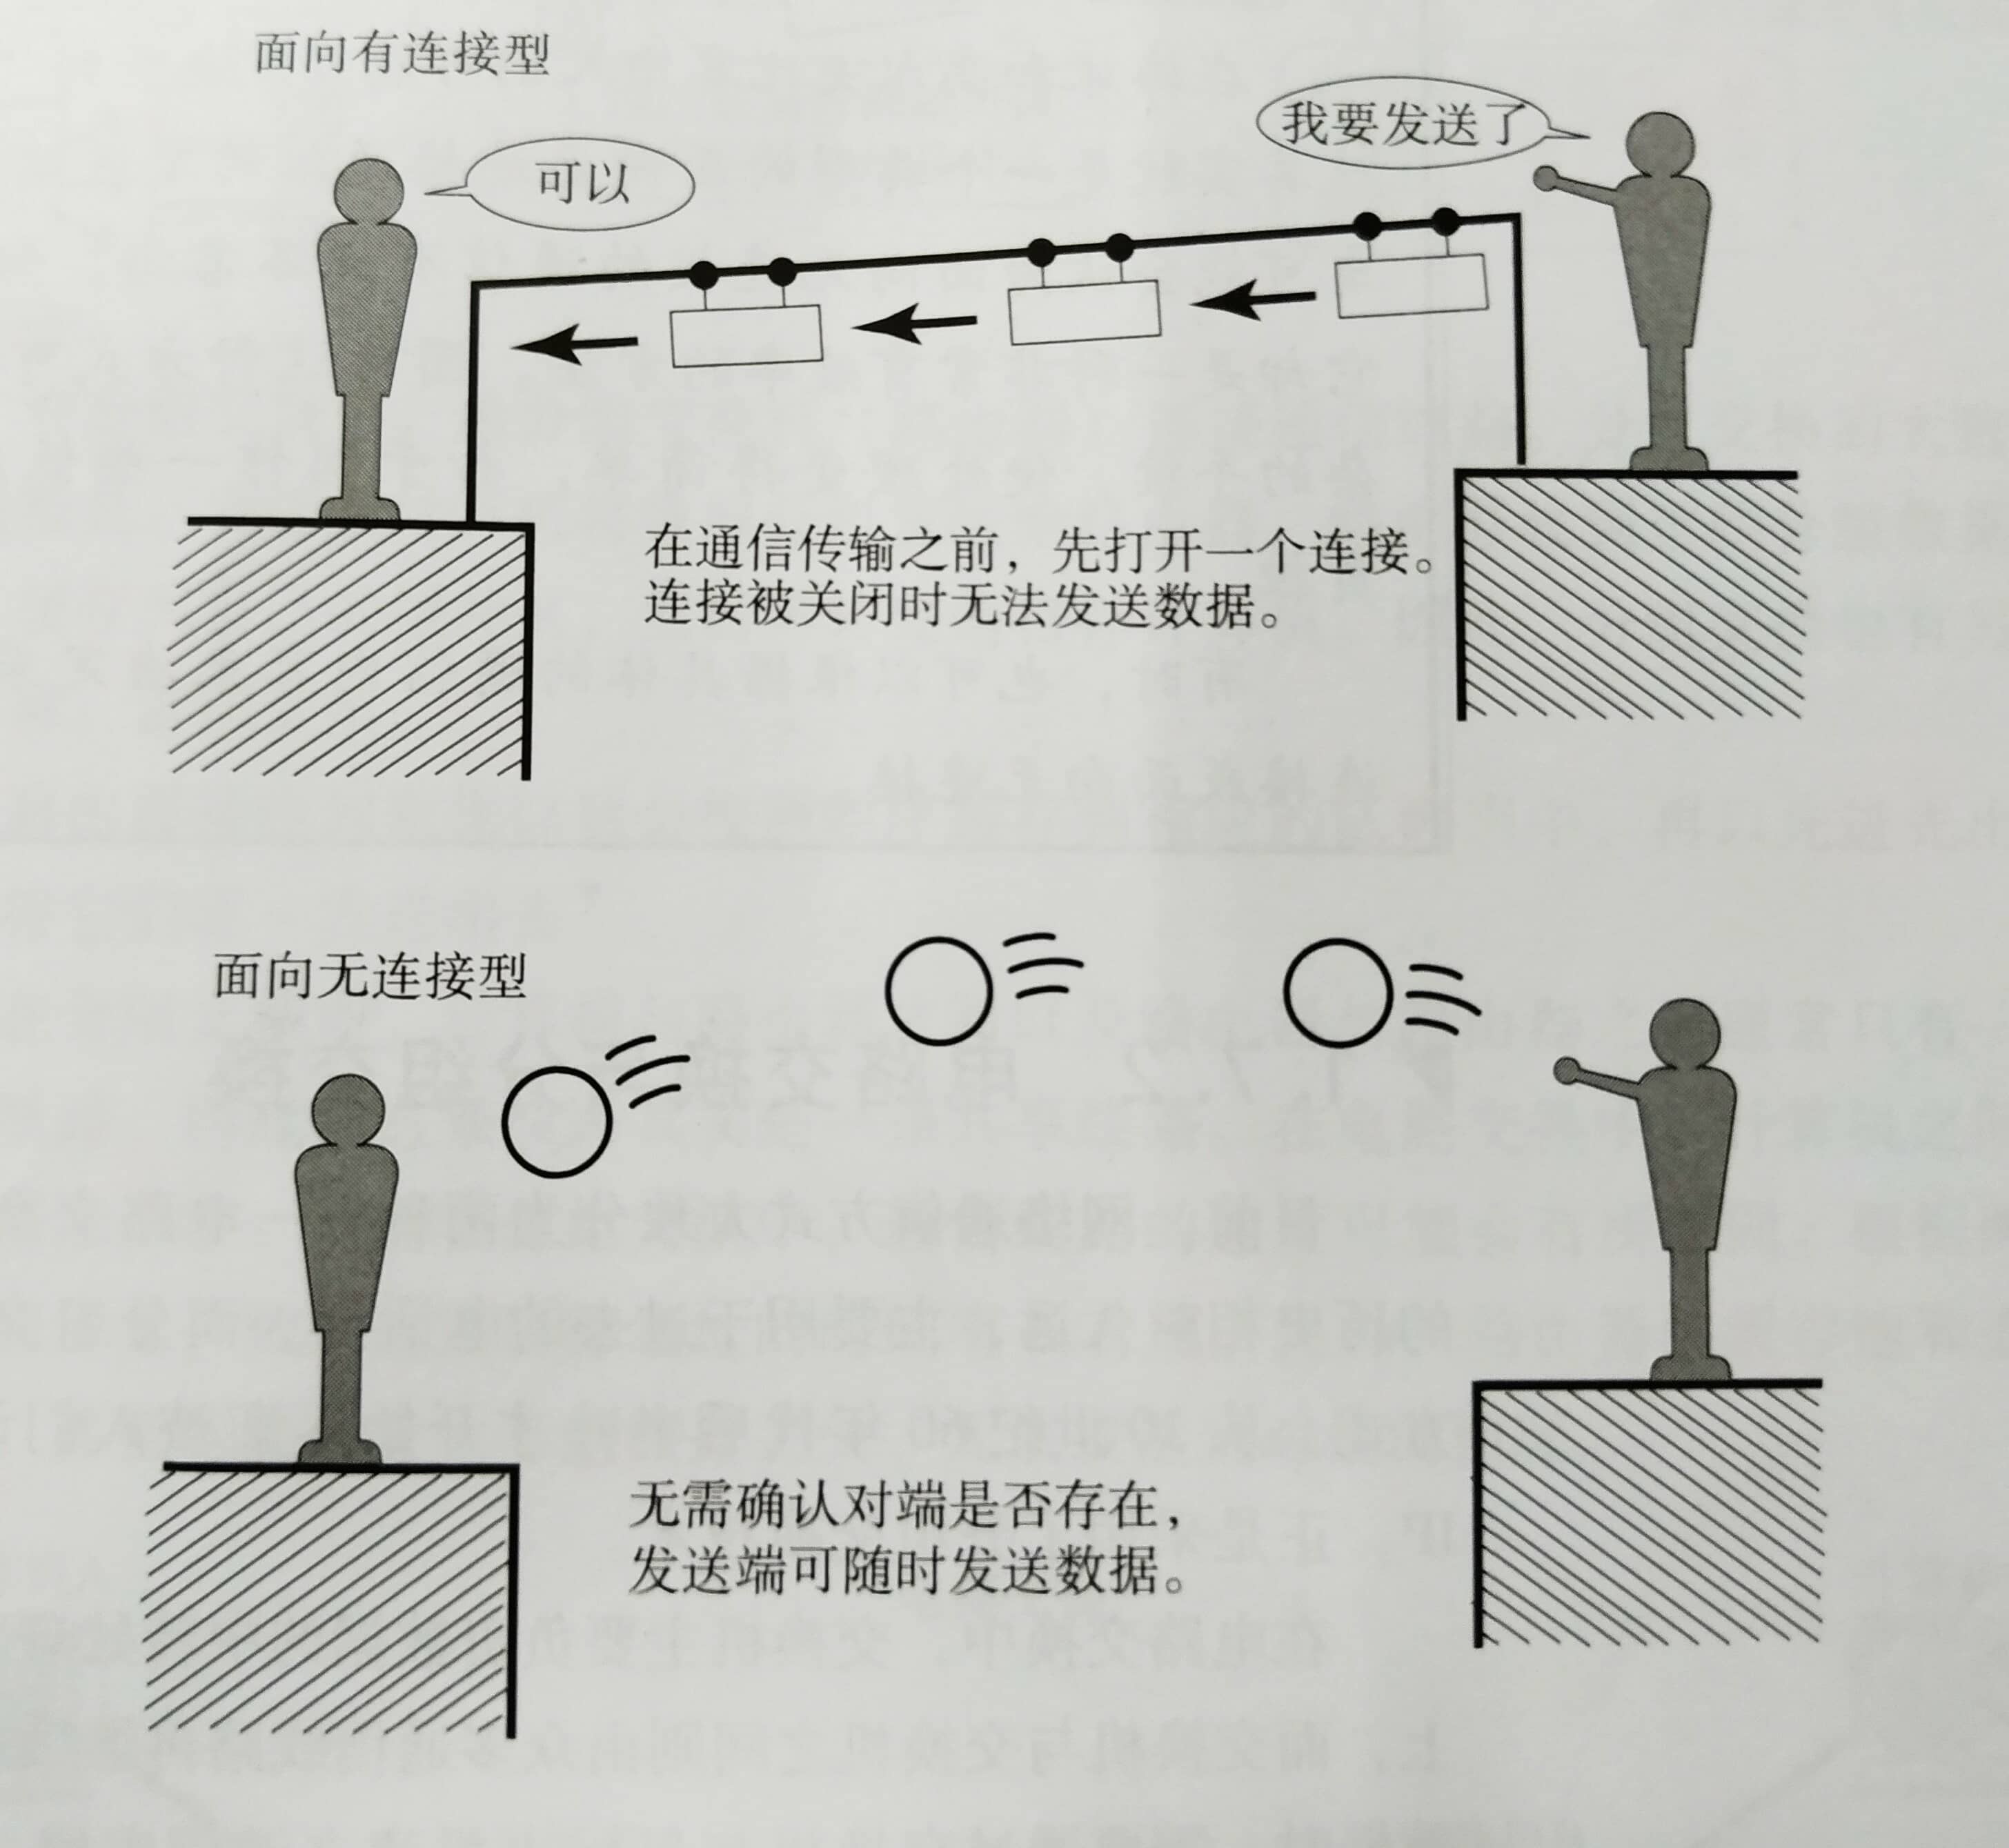 面向有连接型
可以
我要发送了
在通信传输之前，先打开一个连接。
连接被关闭时无法发送数据。
面向无连接型
无需确认对端是否存在，
发送端可随时发送数据。